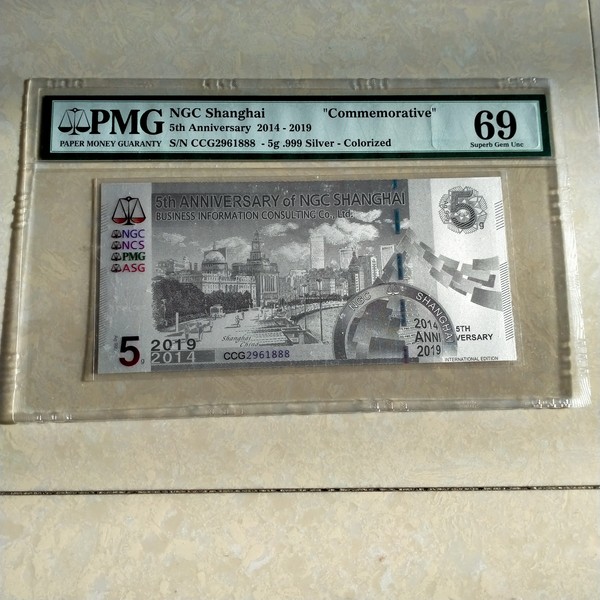 PMG
PAPER MONEY GUARANTY
NGC Shanghai "Commemorative"
5th Anniversary 2014 - 2019
S/N CCG2961888 - 5g .999 Silver - Colorized
69
Superb Gem Unc
5th ANNIVERSARY of NGC SHANGHAI
BUSINESS INFORMATION CONSULTING Co., Ltd.
NGC
NCS
PMG
ASG
5g
NGC SHANGHAI
Shanghai
China
5g
2019
2014
CCG2961888
2014 5TH
ANNIVERSARY
2019
INTERNATIONAL EDITION